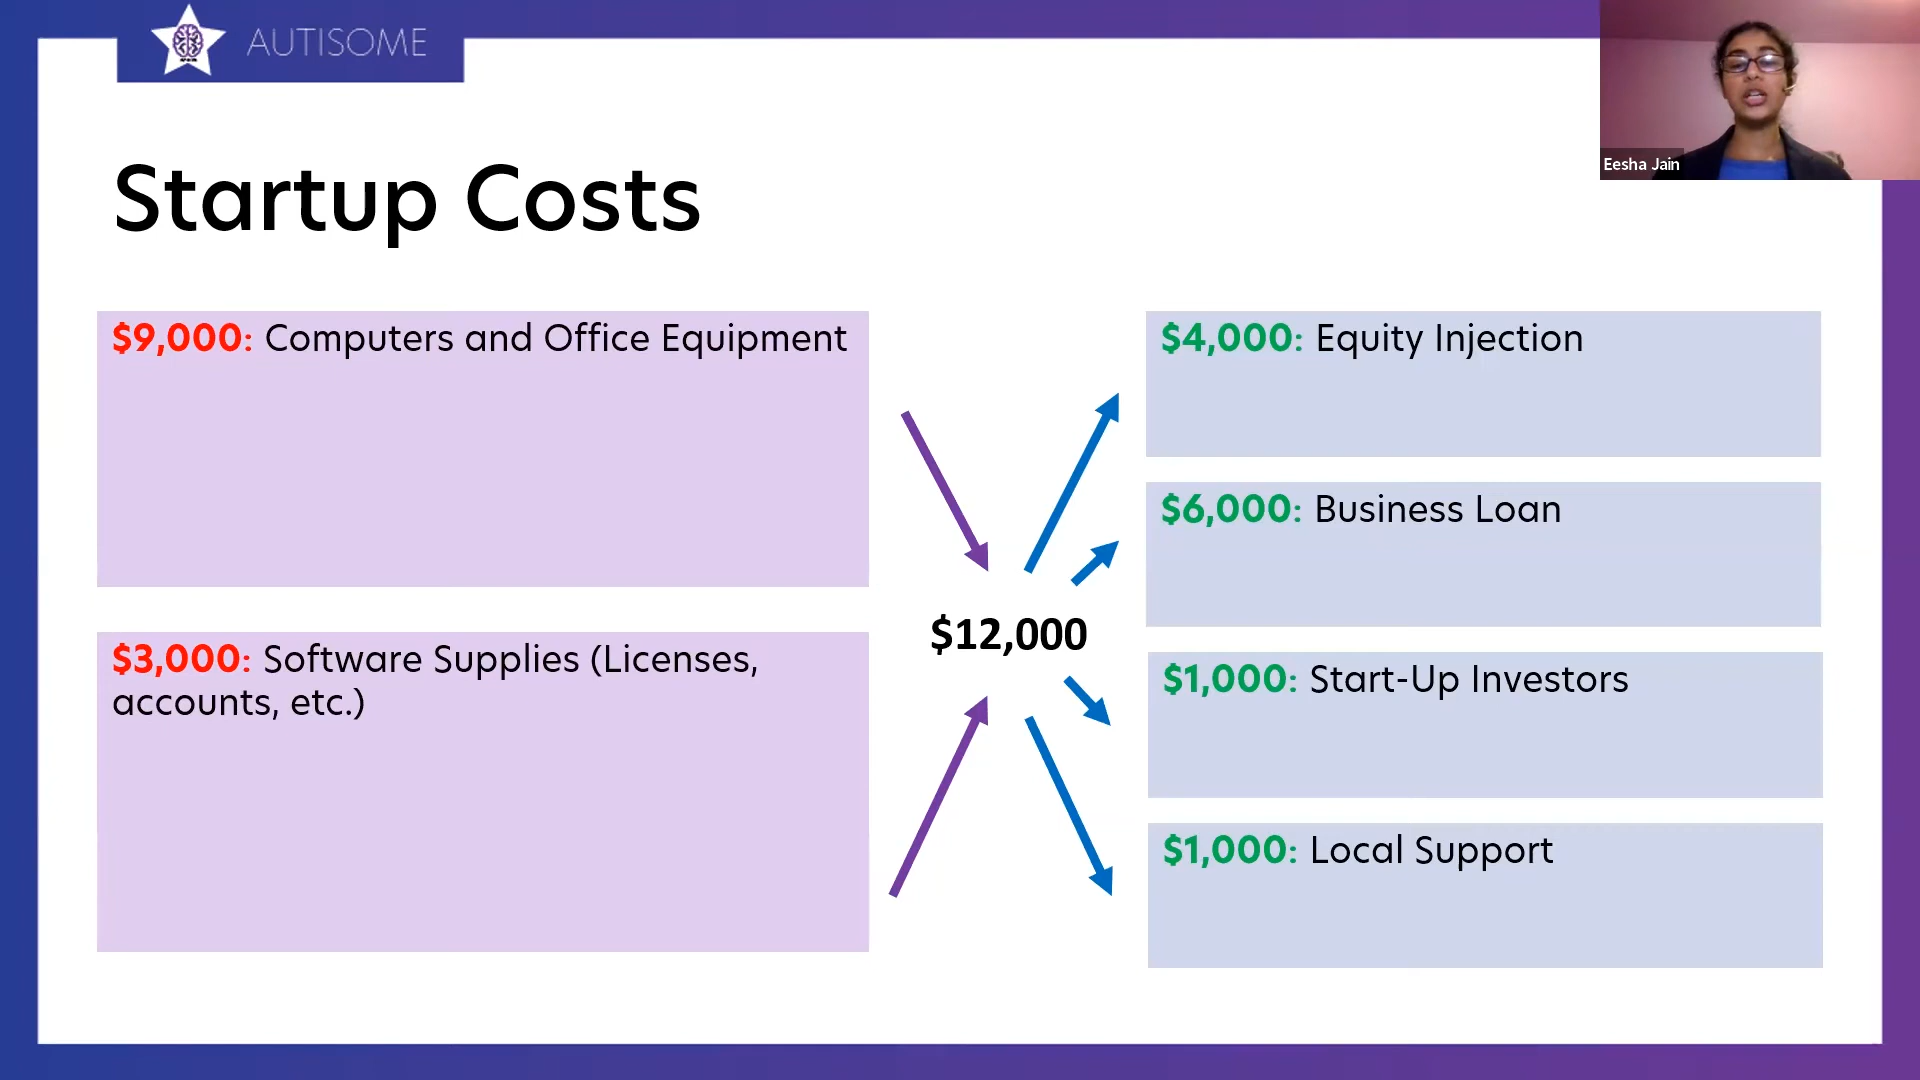 AUTISOME
Eesha Jain
Startup Costs
$9,000: Computers and Office Equipment
$3,000: Software Supplies (Licenses,
accounts, etc.)
$12,000
$4,000: Equity Injection
$6,000: Business Loan
$1,000: Start-Up Investors
$1,000: Local Support